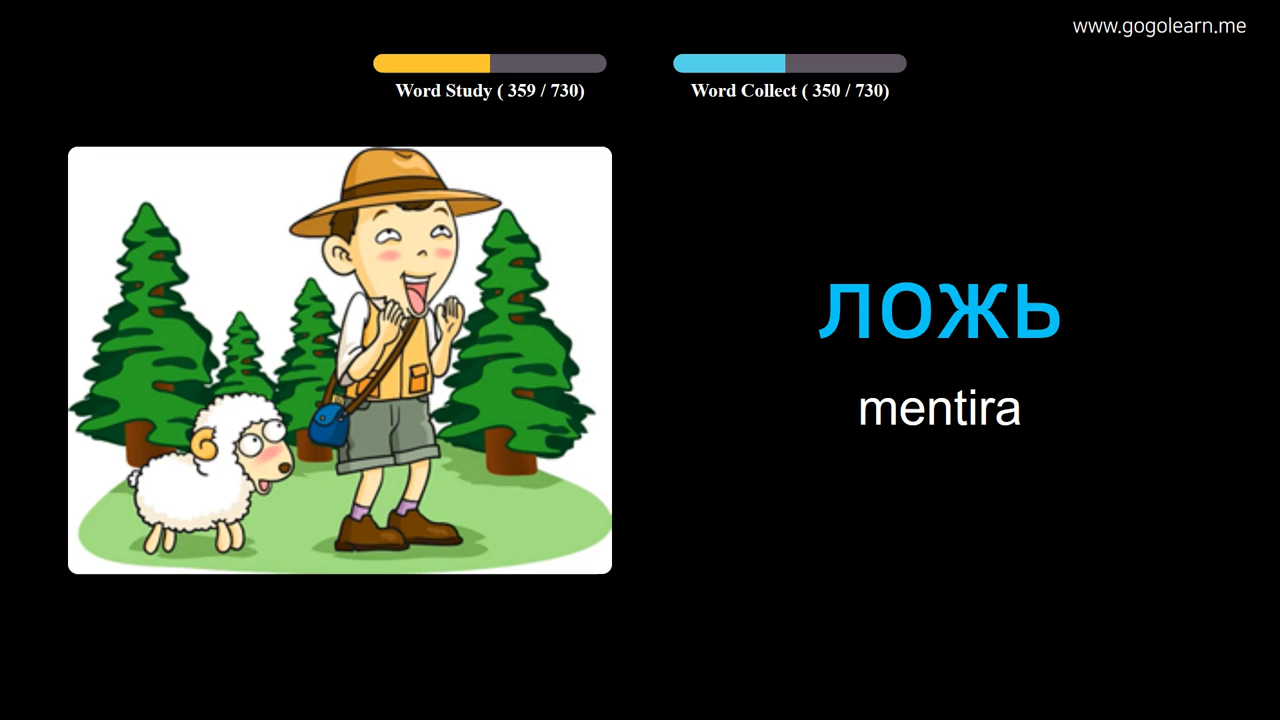 www.gogolearn.me
Word Study ( 359 / 730)
Word Collect ( 350 / 730)
ложь
mentira